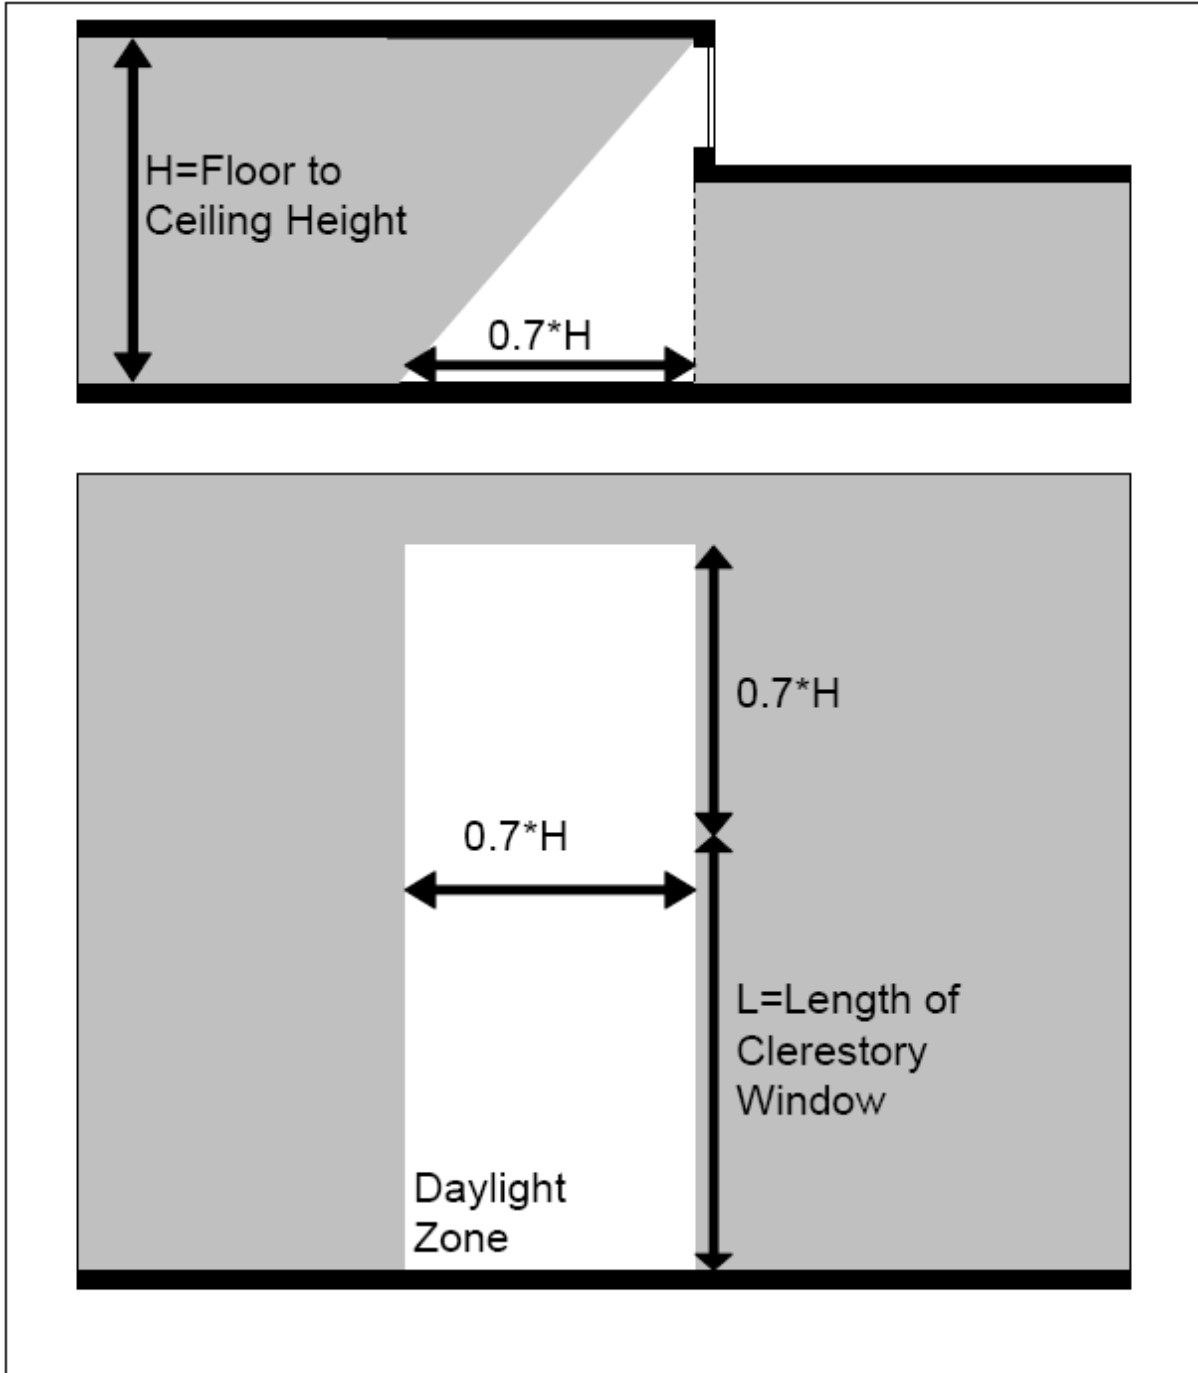 H=Floor to
Ceiling Height
0.7*H
0.7*H
0.7*H
L=Length of
Clerestory
Window
Daylight
Zone